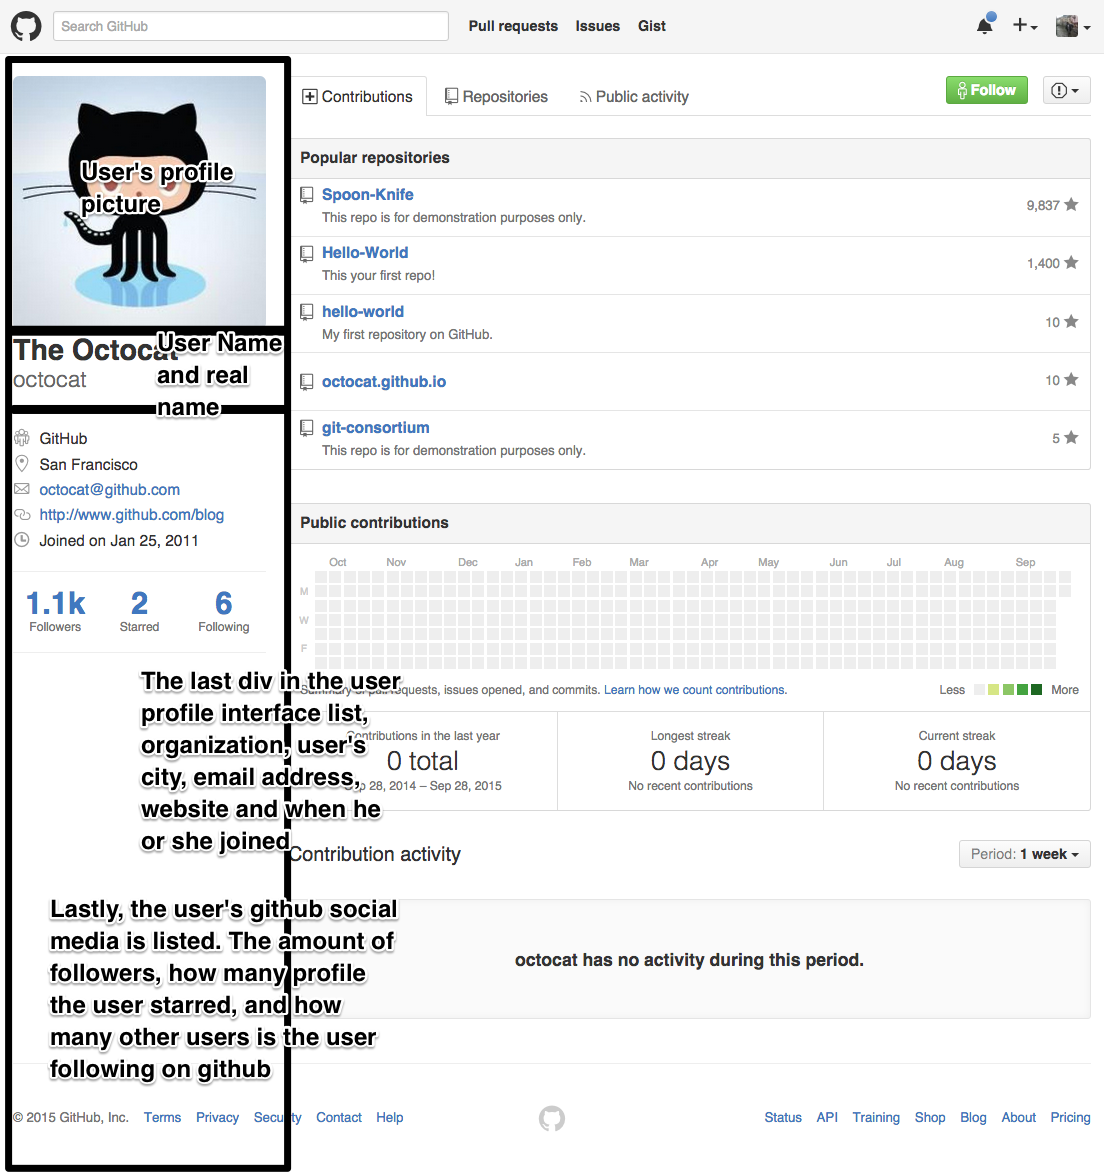 Search GitHub
Pull requests
Issues
Gist
Contributions
Repositories
Public activity
Follow
User's profile
picture
The Octocat
octocat
User Name
and real
name
GitHub
San Francisco
octocat@github.com
http://www.github.com/blog
Joined on Jan 25, 2011
1.1k
Followers
2
Starred
6
Following
Popular repositories
Spoon-Knife
This repo is for demonstration purposes only.
9,837
Hello-World
This your first repo!
1,400
hello-world
My first repository on GitHub.
10
octocat.github.io
10
git-consortium
This repo is for demonstration purposes only.
5
Public contributions
Oct Nov Dec Jan Feb Mar Apr May Jun Jul Aug Sep
M
W
F
Summary of pull requests, issues opened, and commits. Learn how we count contributions.
Less More
The last div in the user
profile interface list,
organization, user's
city, email address,
website and when he
or she joined
Contributions in the last year
0 total
Sep 28, 2014 – Sep 28, 2015
Longest streak
0 days
No recent contributions
Current streak
0 days
No recent contributions
Contribution activity
Period: 1 week
Lastly, the user's github social
media is listed. The amount of
followers, how many profile
the user starred, and how
many other users is the user
following on github
octocat has no activity during this period.
© 2015 GitHub, Inc. Terms Privacy Security Contact Help
Status API Training Shop Blog About Pricing